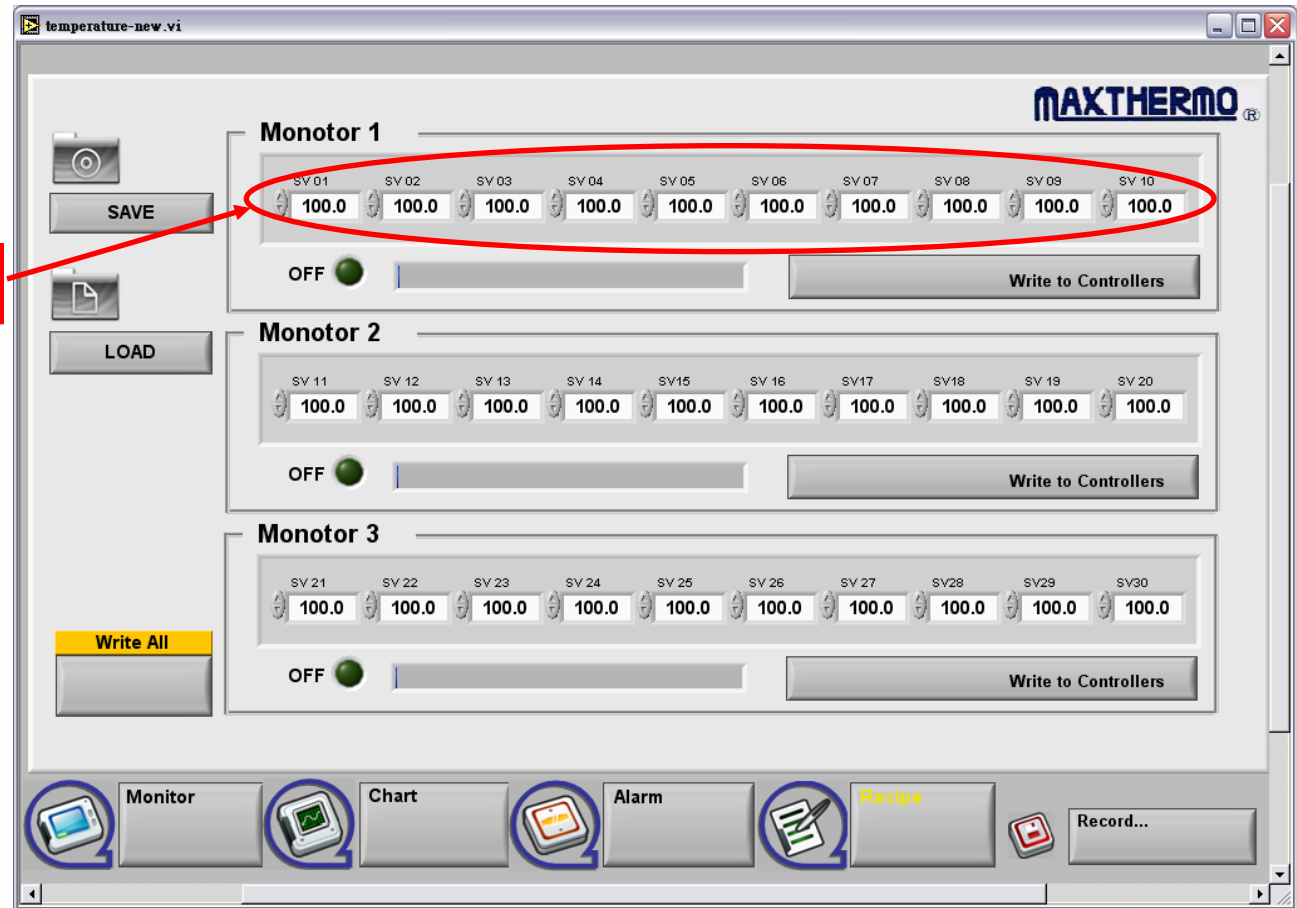 temperature-new.vi
MAXTHERMO ®
SAVE
LOAD
Write All
Monotor 1
SV 01 SV 02 SV 03 SV 04 SV 05 SV 06 SV 07 SV 08 SV 09 SV 10
100.0 100.0 100.0 100.0 100.0 100.0 100.0 100.0 100.0 100.0
OFF Write to Controllers
Monotor 2
SV 11 SV 12 SV 13 SV 14 SV15 SV 16 SV17 SV18 SV 19 SV 20
100.0 100.0 100.0 100.0 100.0 100.0 100.0 100.0 100.0 100.0
OFF Write to Controllers
Monotor 3
SV 21 SV 22 SV 23 SV 24 SV 25 SV 26 SV 27 SV28 SV29 SV30
100.0 100.0 100.0 100.0 100.0 100.0 100.0 100.0 100.0 100.0
OFF Write to Controllers
Monitor Chart Alarm Recipe Record...